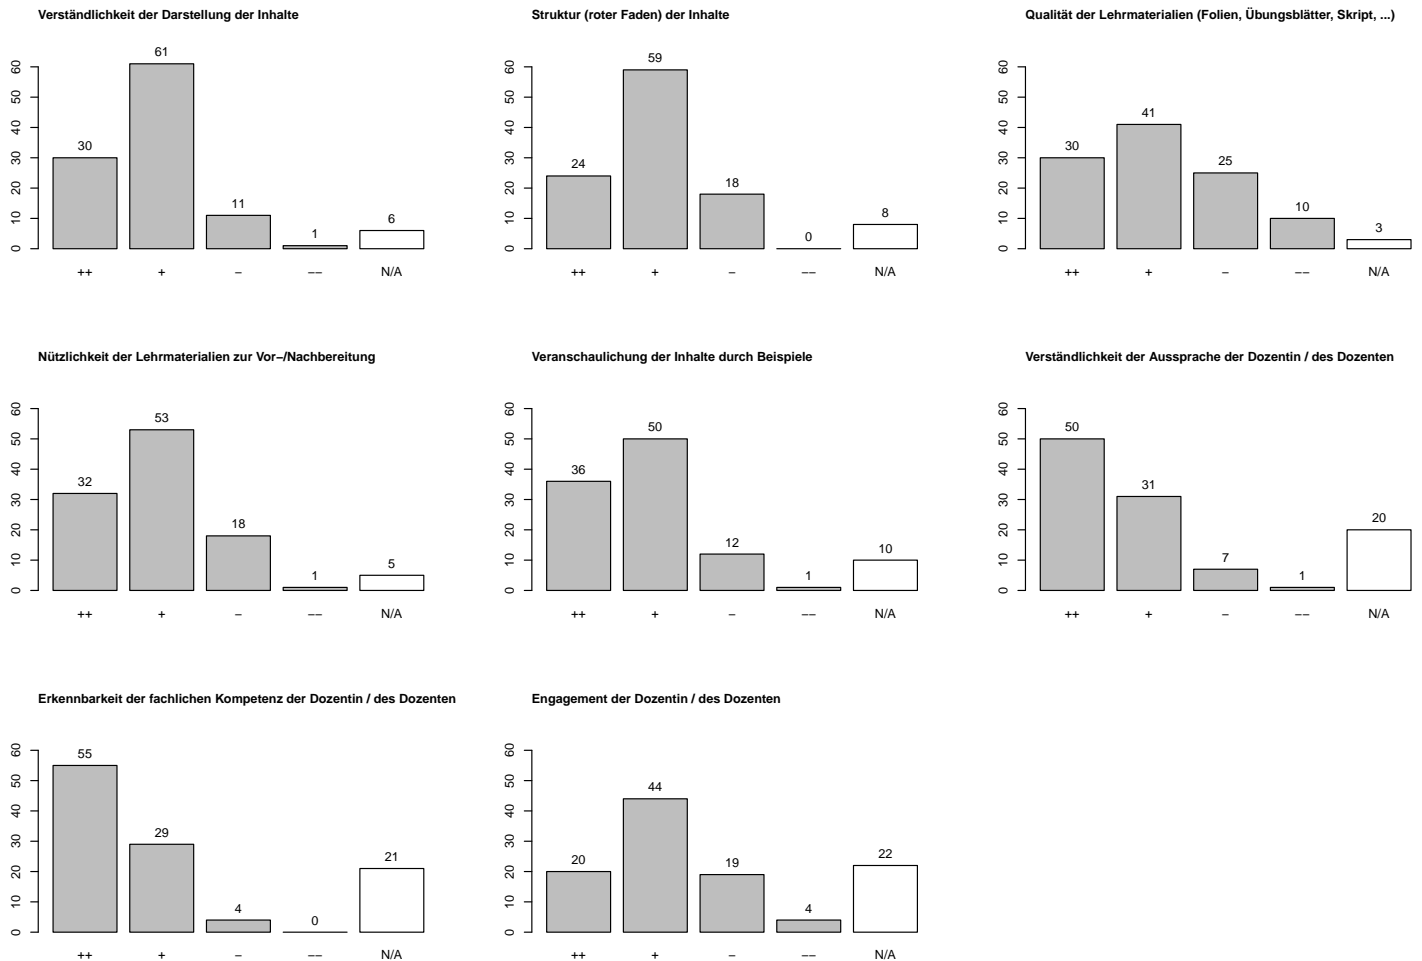 Verständlichkeit der Darstellung der Inhalte
0 10 20 30 40 50 60
30 61 11 1 6
++ + − −− N/A
Struktur (roter Faden) der Inhalte
0 10 20 30 40 50 60
24 59 18 0 8
++ + − −− N/A
Qualität der Lehrmaterialien (Folien, Übungsblätter, Skript, ...)
0 10 20 30 40 50 60
30 41 25 10 3
++ + − −− N/A
Nützlichkeit der Lehrmaterialien zur Vor−/Nachbereitung
0 10 20 30 40 50 60
32 53 18 1 5
++ + − −− N/A
Veranschaulichung der Inhalte durch Beispiele
0 10 20 30 40 50 60
36 50 12 1 10
++ + − −− N/A
Verständlichkeit der Aussprache der Dozentin / des Dozenten
0 10 20 30 40 50 60
50 31 7 1 20
++ + − −− N/A
Erkennbarkeit der fachlichen Kompetenz der Dozentin / des Dozenten
0 10 20 30 40 50 60
55 29 4 0 21
++ + − −− N/A
Engagement der Dozentin / des Dozenten
0 10 20 30 40 50 60
20 44 19 4 22
++ + − −− N/A